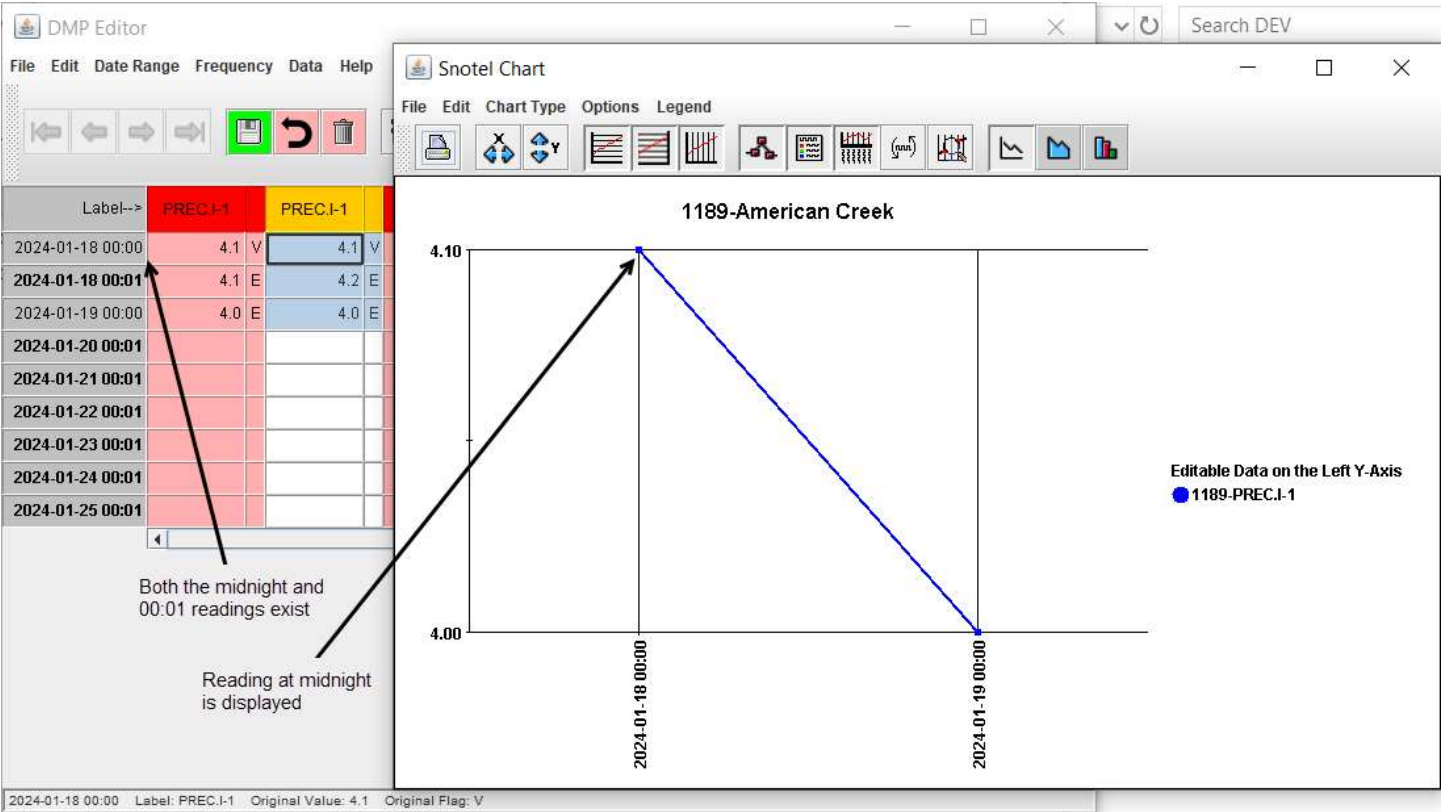 DMP Editor
Search DEV
File Edit Date Range Frequency Data Help
Snotel Chart
File Edit Chart Type Options Legend
Label--> PREC.I-1 PREC.I-1
2024-01-18 00:00 4.1 V 4.1 V
2024-01-18 00:01 4.1 E 4.2 E
2024-01-19 00:00 4.0 E 4.0 E
2024-01-20 00:01
2024-01-21 00:01
2024-01-22 00:01
2024-01-23 00:01
2024-01-24 00:01
2024-01-25 00:01
Both the midnight and
00:01 readings exist
Reading at midnight
is displayed
X
Y
1189-American Creek
4.10
4.00
2024-01-18 00:00
2024-01-19 00:00
Editable Data on the Left Y-Axis
1189-PREC.I-1
2024-01-18 00:00 Label: PREC.I-1 Original Value: 4.1 Original Flag: V